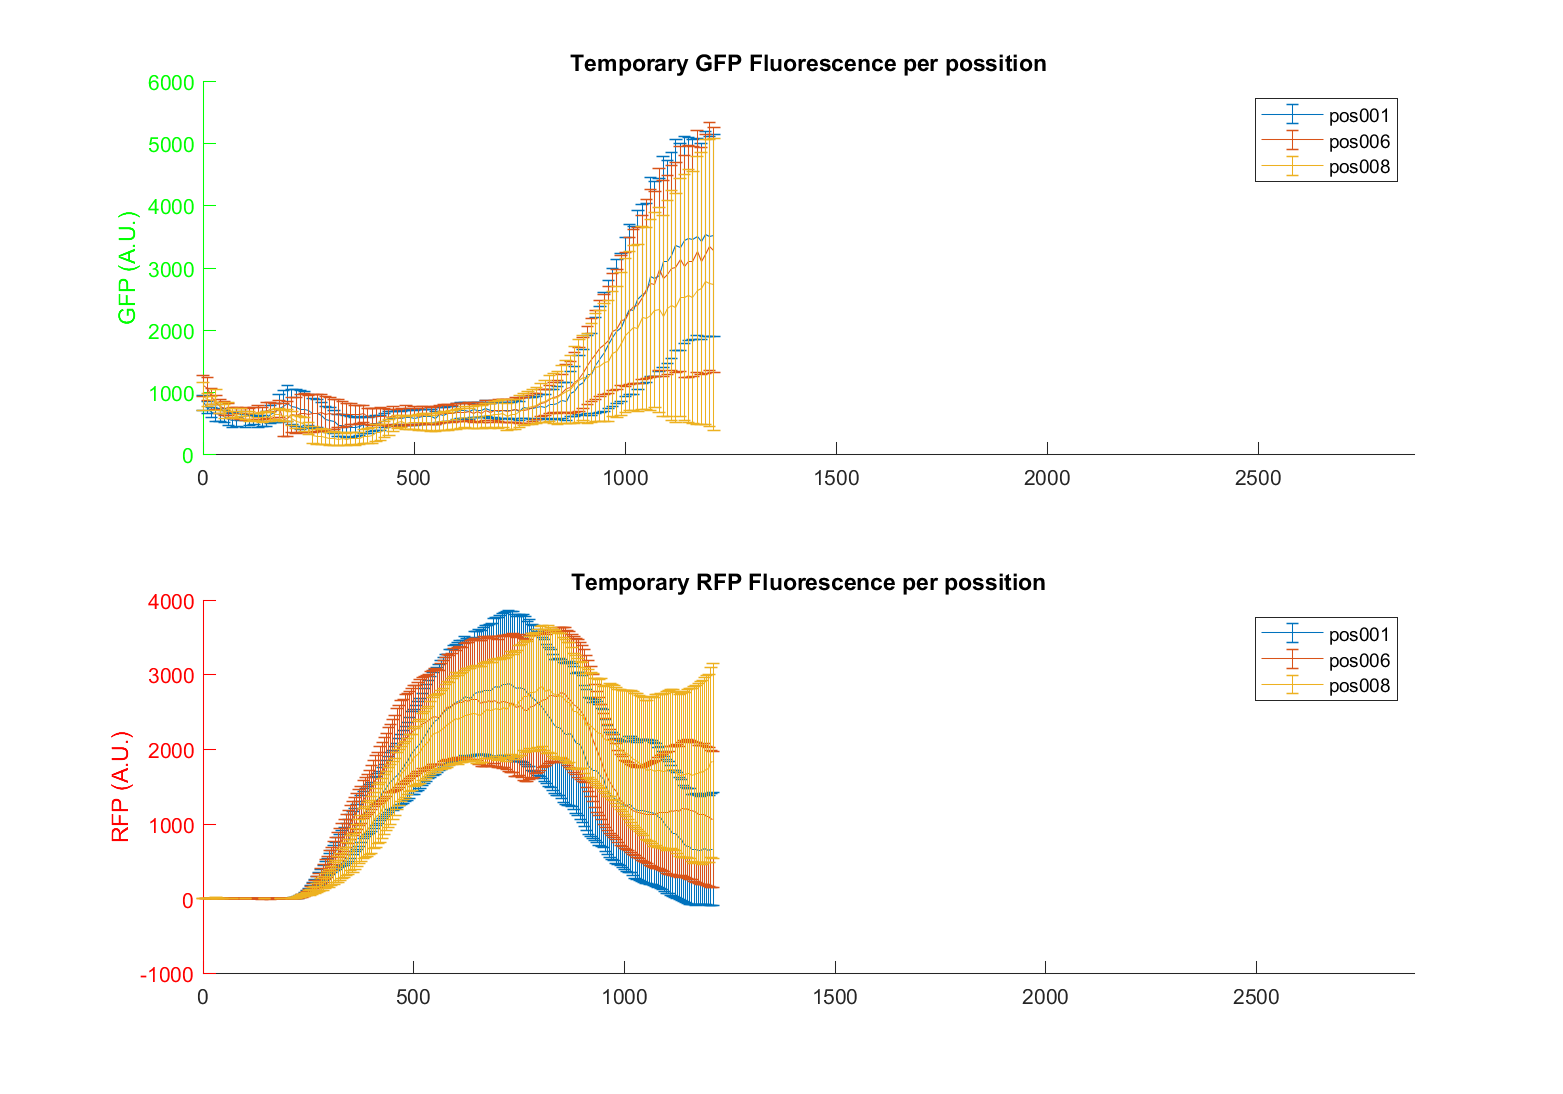 Temporary GFP Fluorescence per possition
6000
5000
4000
3000
2000
1000
0
GFP (A.U.)
0 500 1000 1500 2000 2500
pos001
pos006
pos008
Temporary RFP Fluorescence per possition
4000
3000
2000
1000
0
-1000
RFP (A.U.)
0 500 1000 1500 2000 2500
pos001
pos006
pos008